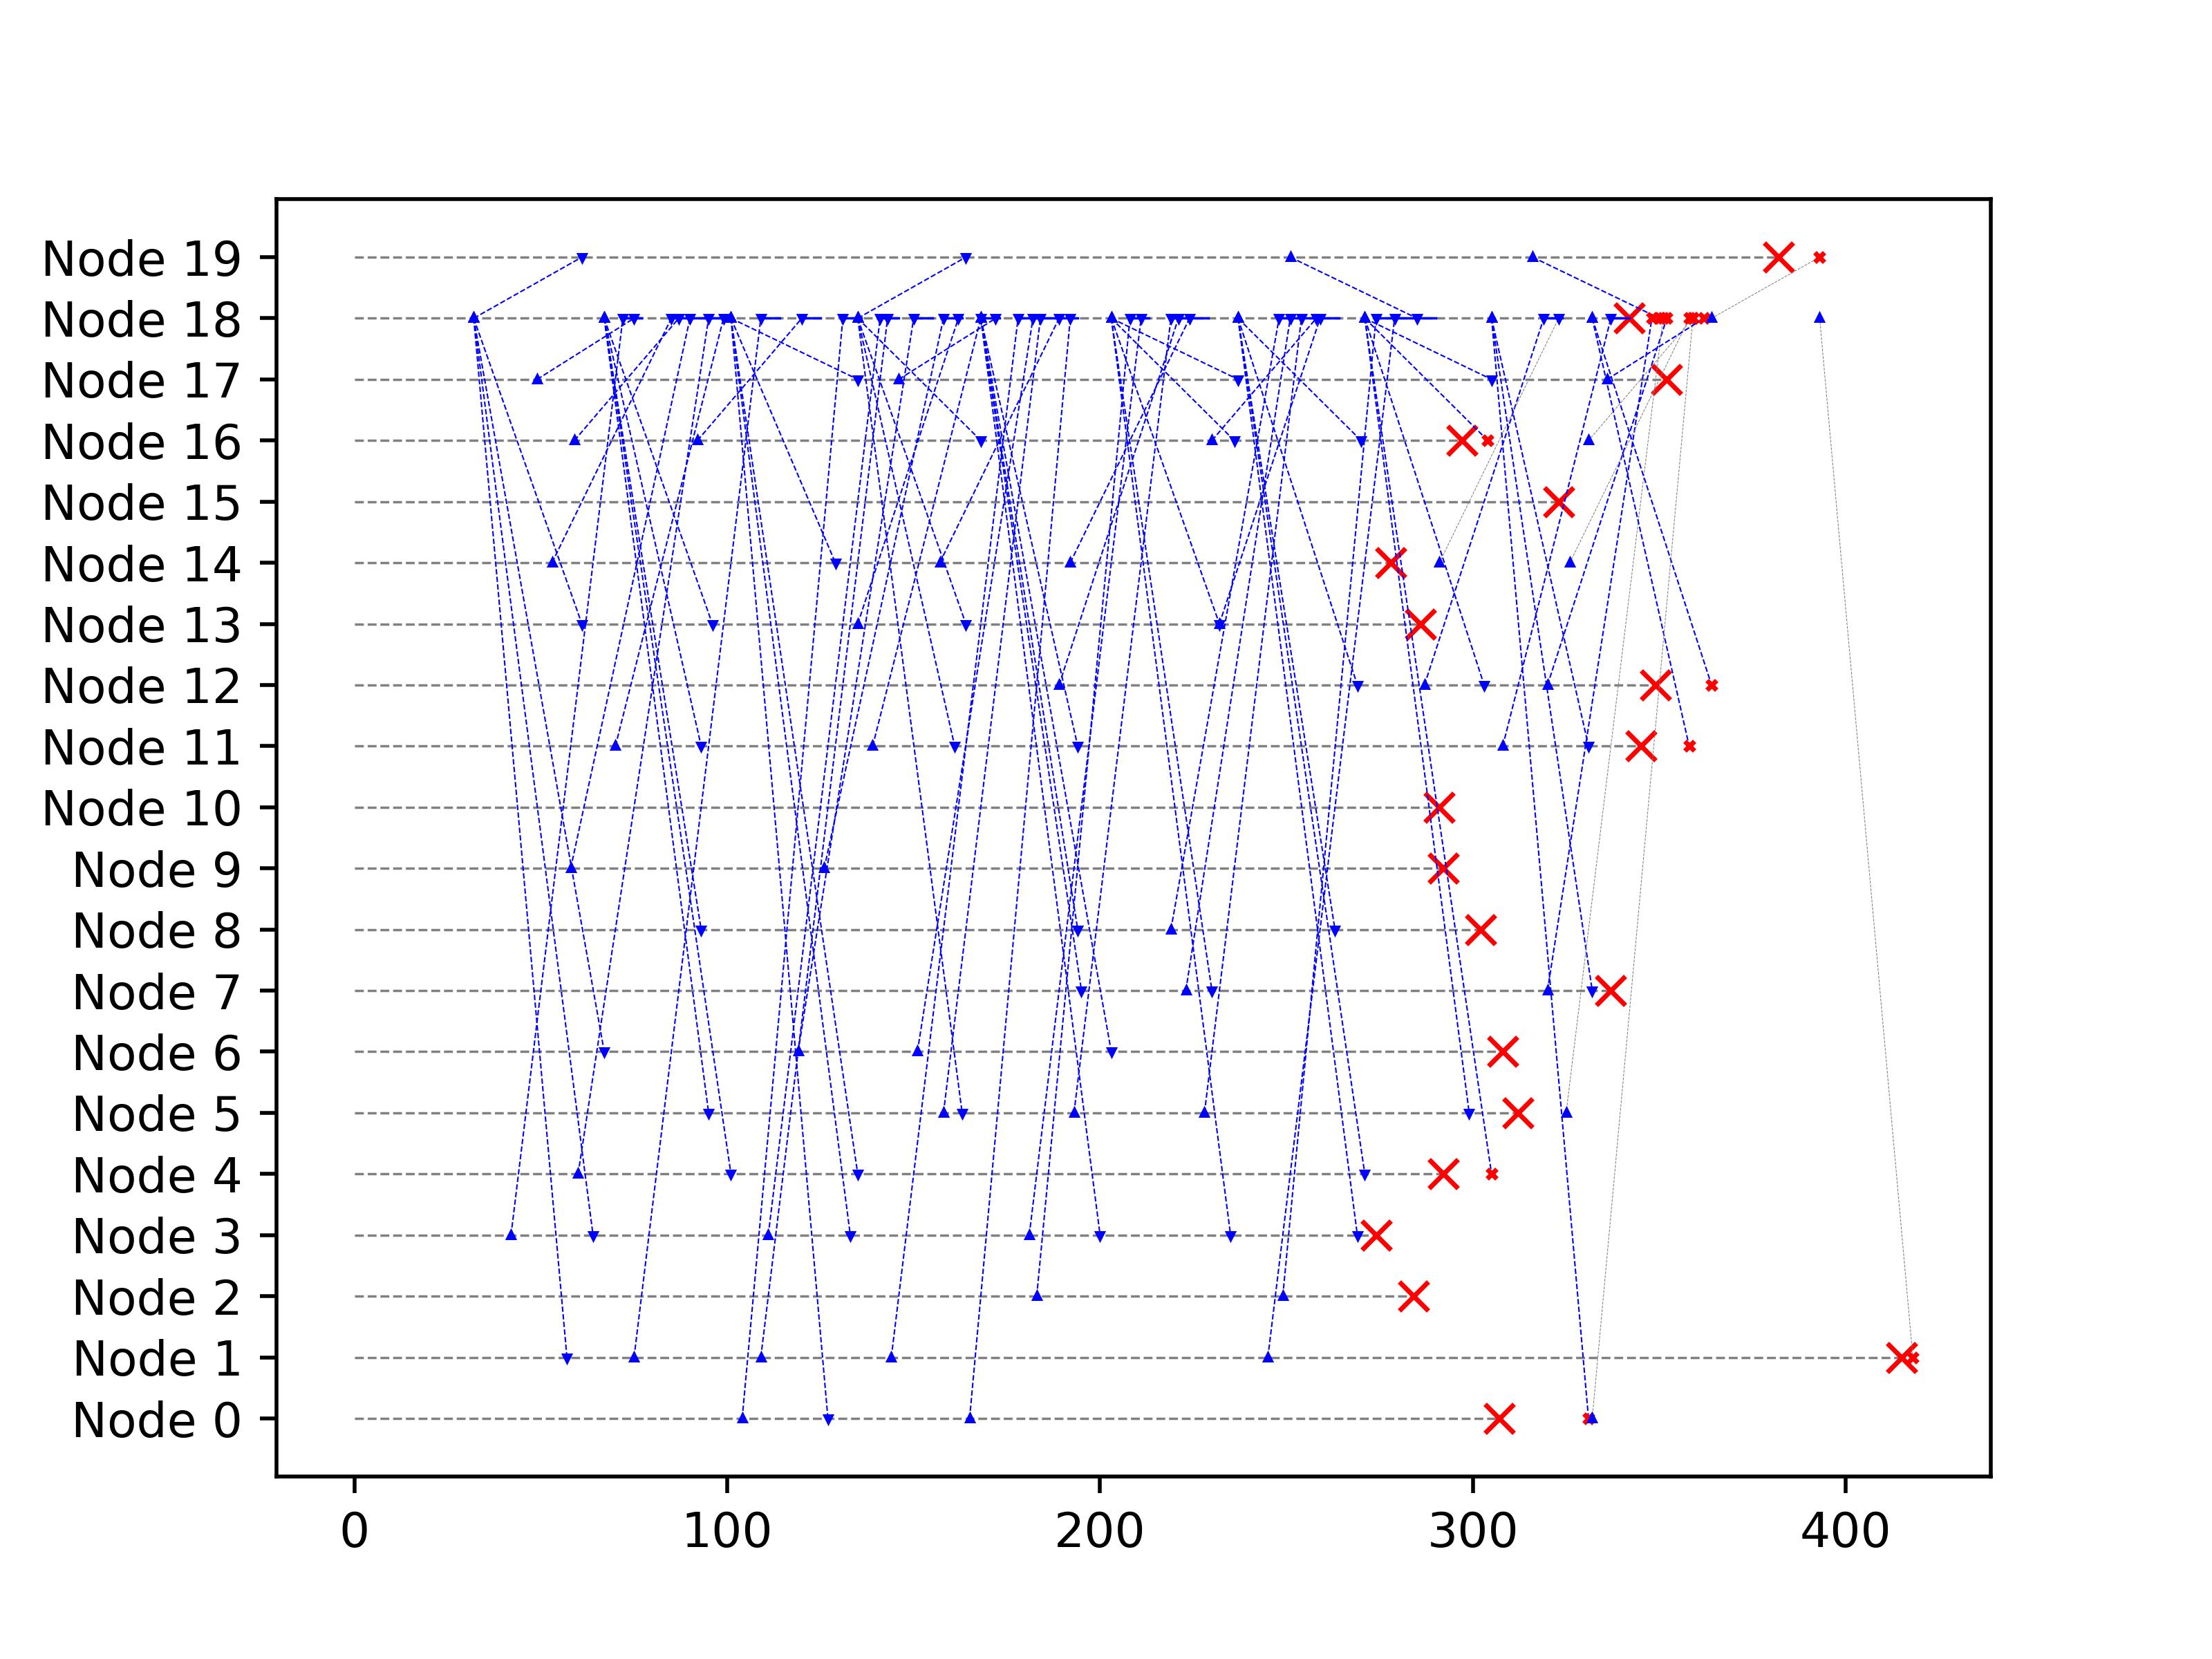 Node 19
Node 18
Node 17
Node 16
Node 15
Node 14
Node 13
Node 12
Node 11
Node 10
Node 9
Node 8
Node 7
Node 6
Node 5
Node 4
Node 3
Node 2
Node 1
Node 0
0 100 200 300 400